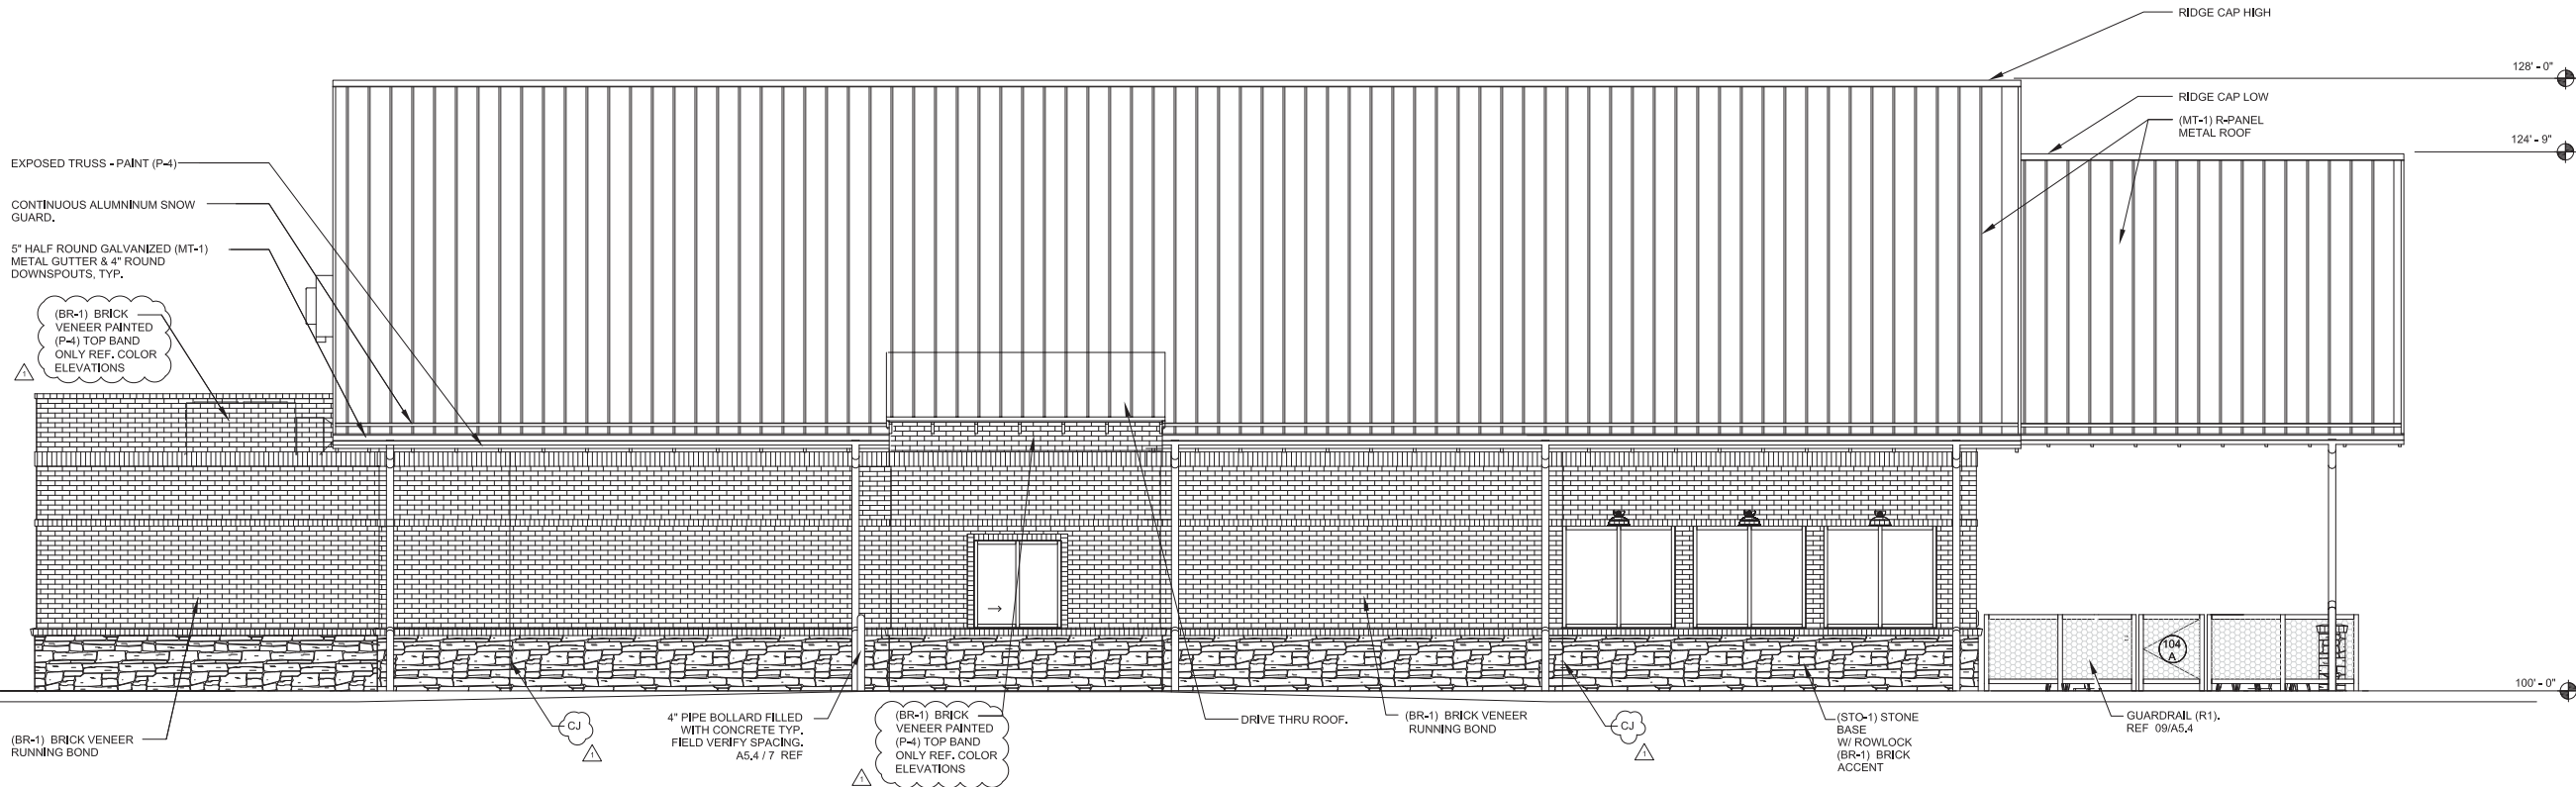 RIDGE CAP HIGH
128' - 0"
RIDGE CAP LOW
(MT-1) R-PANEL
METAL ROOF
124' - 9"
EXPOSED TRUSS - PAINT (P-4)
CONTINUOUS ALUMNINUM SNOW
GUARD.
5" HALF ROUND GALVANIZED (MT-1)
METAL GUTTER & 4" ROUND
DOWNSPOUTS, TYP.
(BR-1) BRICK
VENEER PAINTED
(P-4) TOP BAND
ONLY REF. COLOR
ELEVATIONS
1
104
A
100' - 0"
(BR-1) BRICK VENEER
RUNNING BOND
CJ
1
4" PIPE BOLLARD FILLED
WITH CONCRETE TYP.
FIELD VERIFY SPACING.
A5.4 / 7 REF
1
(BR-1) BRICK
VENEER PAINTED
(P-4) TOP BAND
ONLY REF. COLOR
ELEVATIONS
DRIVE THRU ROOF.
(BR-1) BRICK VENEER
RUNNING BOND
CJ
1
(STO-1) STONE
BASE
W/ ROWLOCK
(BR-1) BRICK
ACCENT
GUARDRAIL (R1).
REF 09/A5.4